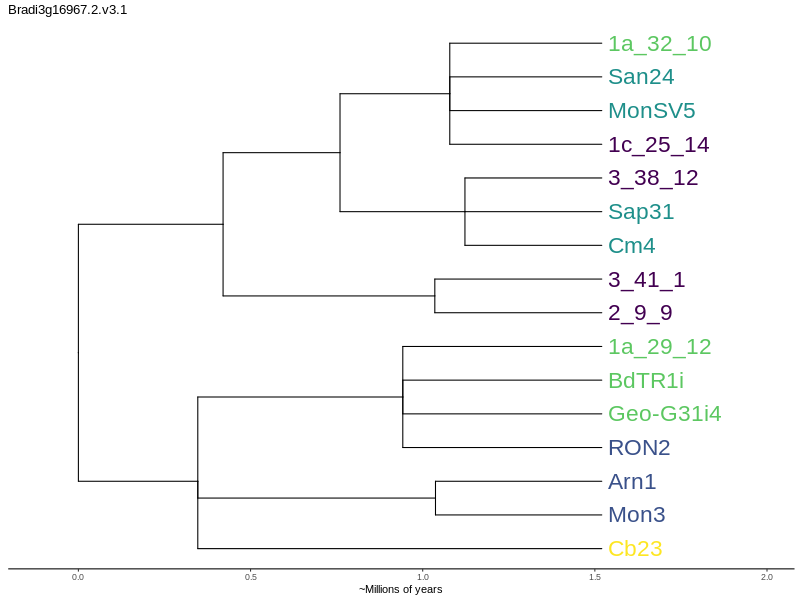 Bradi3g16967.2.v3.1
1a_32_10
San24
MonSV5
1c_25_14
3_38_12
Sap31
Cm4
3_41_1
2_9_9
1a_29_12
BdTR1i
Geo-G31i4
RON2
Arn1
Mon3
Cb23
0.0 0.5 1.0 1.5 2.0
~Millions of years